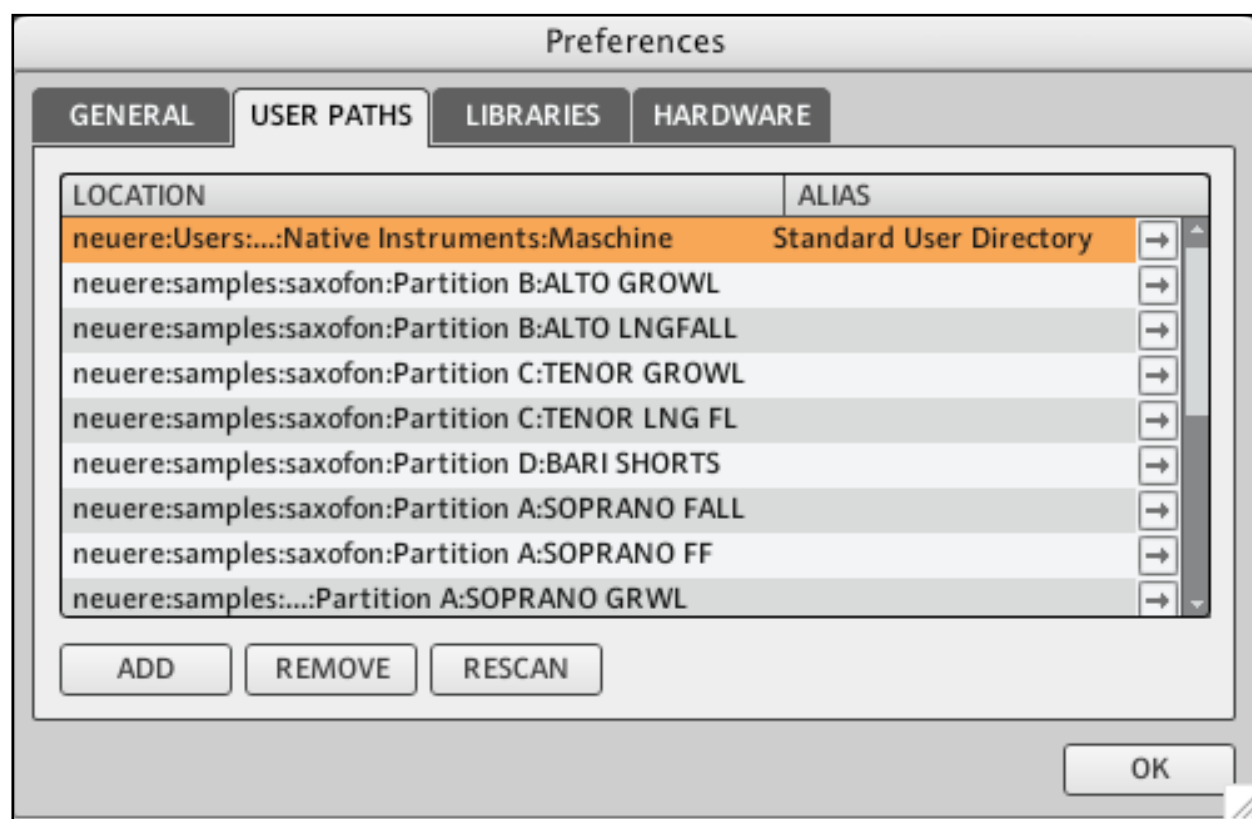 Preferences
GENERAL USER PATHS LIBRARIES HARDWARE
LOCATION ALIAS
neuere:Users:...:Native Instruments:Maschine Standard User Directory
neuere:samples:saxofon:Partition B:ALTO GROWL
neuere:samples:saxofon:Partition B:ALTO LNGFALL
neuere:samples:saxofon:Partition C:TENOR GROWL
neuere:samples:saxofon:Partition C:TENOR LNG FL
neuere:samples:saxofon:Partition D:BARI SHORTS
neuere:samples:saxofon:Partition A:SOPRANO FALL
neuere:samples:saxofon:Partition A:SOPRANO FF
neuere:samples:...:Partition A:SOPRANO GRWL
ADD REMOVE RESCAN
OK